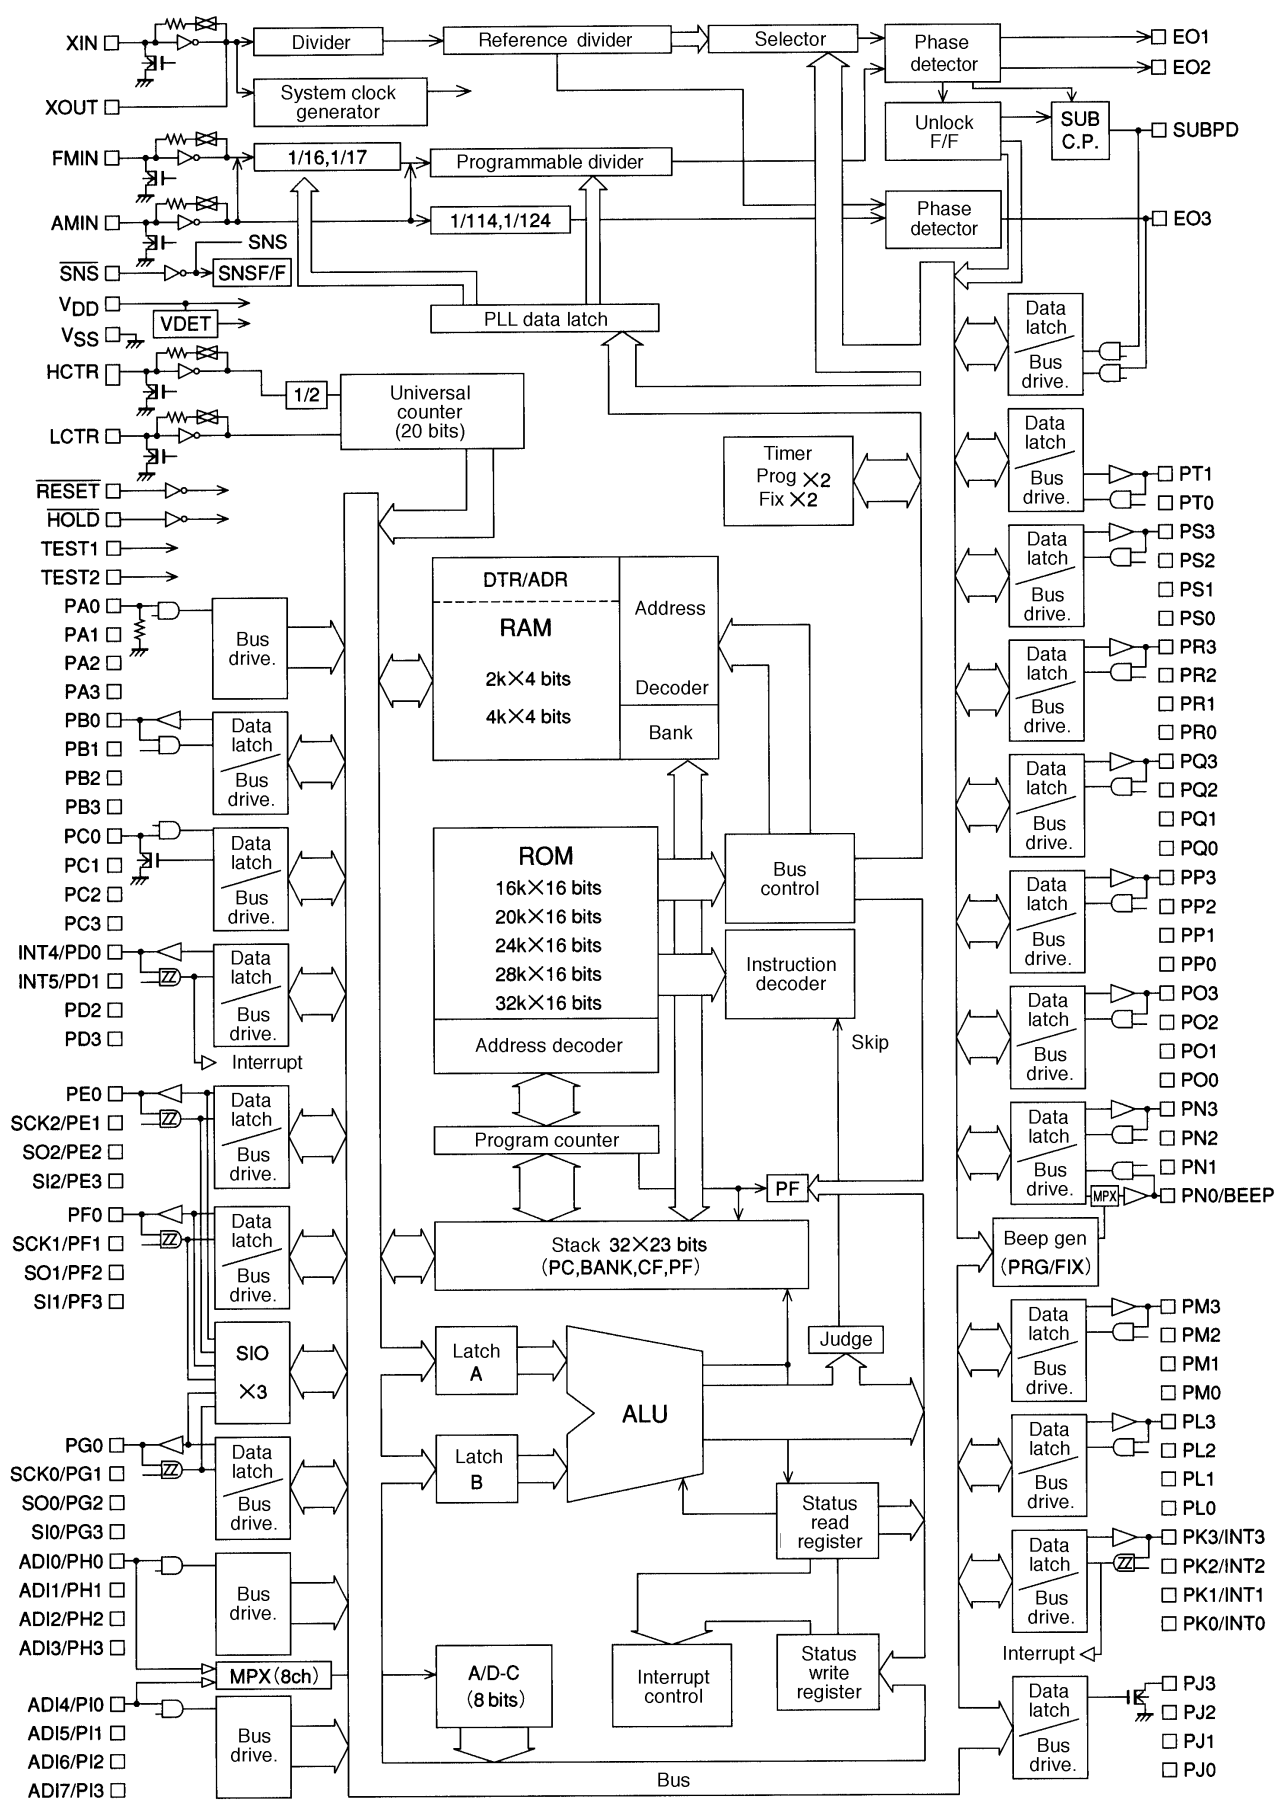 XIN
XOUT
FMIN
AMIN
SNS
VDD
VSS
HCTR
LCTR
RESET
HOLD
TEST1
TEST2
PA0
PA1
PA2
PA3
PB0
PB1
PB2
PB3
PC0
PC1
PC2
PC3
INT4/PD0
INT5/PD1
PD2
PD3
PE0
SCK2/PE1
SO2/PE2
SI2/PE3
PF0
SCK1/PF1
SO1/PF2
SI1/PF3
PG0
SCK0/PG1
SO0/PG2
SI0/PG3
ADI0/PH0
ADI1/PH1
ADI2/PH2
ADI3/PH3
ADI4/PI0
ADI5/PI1
ADI6/PI2
ADI7/PI3
Divider
Reference divider
Selector
Phase
detector
System clock
generator
Unlock
F/F
SUB
C.P.
1/16,1/17
Programmable divider
1/114,1/124
Phase
detector
SNS
SNSF/F
VDET
PLL data latch
1/2
Universal
counter
(20 bits)
Timer
Prog ×2
Fix ×2
DTR/ADR
RAM
2k×4 bits
4k×4 bits
Address
Decoder
Bank
ROM
16k×16 bits
20k×16 bits
24k×16 bits
28k×16 bits
32k×16 bits
Address decoder
Bus
control
Instruction
decoder
Skip
Program counter
PF
Stack 32×23 bits
(PC,BANK,CF,PF)
Latch
A
Latch
B
ALU
Judge
Status
read
register
Status
write
register
Interrupt
control
A/D-C
(8 bits)
Bus
Bus
drive.
Data
latch
Bus
drive.
Data
latch
Bus
drive.
Data
latch
Bus
drive.
Interrupt
Data
latch
Bus
drive.
Data
latch
Bus
drive.
SIO
×3
Data
latch
Bus
drive.
Bus
drive.
MPX(8ch)
Bus
drive.
Data
latch
Bus
drive.
Data
latch
Bus
drive.
Data
latch
Bus
drive.
Data
latch
Bus
drive.
Data
latch
Bus
drive.
Data
latch
Bus
drive.
Data
latch
Bus
drive.
Data
latch
Bus
drive.
MPX
Beep gen
(PRG/FIX)
Data
latch
Bus
drive.
Data
latch
Bus
drive.
Data
latch
Bus
drive.
Interrupt
Data
latch
Bus
drive.
EO1
EO2
SUBPD
EO3
PT1
PT0
PS3
PS2
PS1
PS0
PR3
PR2
PR1
PR0
PQ3
PQ2
PQ1
PQ0
PP3
PP2
PP1
PP0
PO3
PO2
PO1
PO0
PN3
PN2
PN1
PN0/BEEP
PM3
PM2
PM1
PM0
PL3
PL2
PL1
PL0
PK3/INT3
PK2/INT2
PK1/INT1
PK0/INT0
PJ3
PJ2
PJ1
PJ0